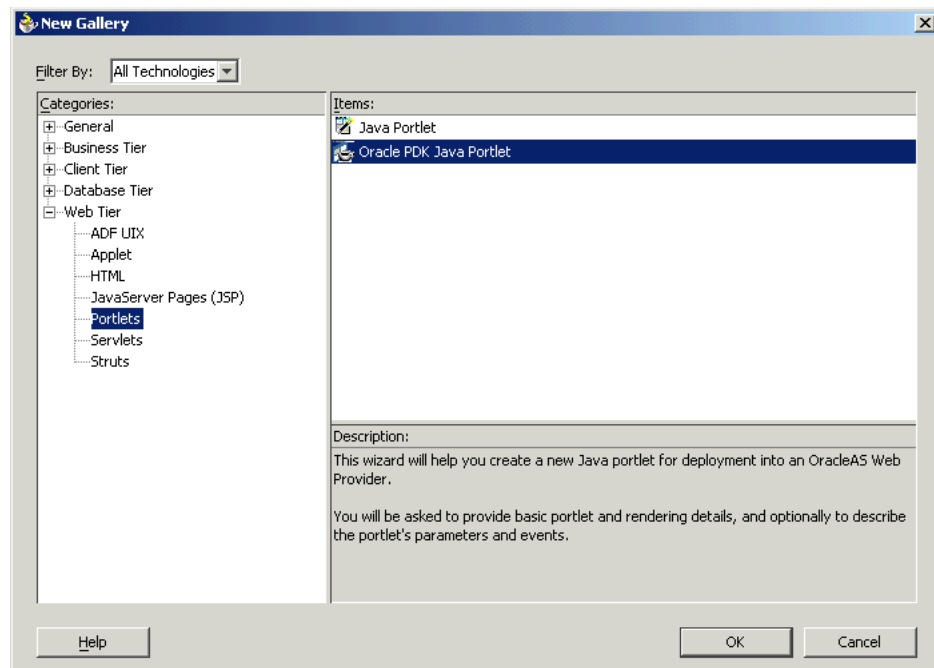 New Gallery
Filter By: All Technologies
Categories:
General
Business Tier
Client Tier
Database Tier
Web Tier
ADF UIX
Applet
HTML
JavaServer Pages (JSP)
Portlets
Servlets
Struts
Items:
Java Portlet
Oracle PDK Java Portlet
Description:
This wizard will help you create a new Java portlet for deployment into an OracleAS Web
Provider.
You will be asked to provide basic portlet and rendering details, and optionally to describe
the portlet's parameters and events.
Help
OK
Cancel